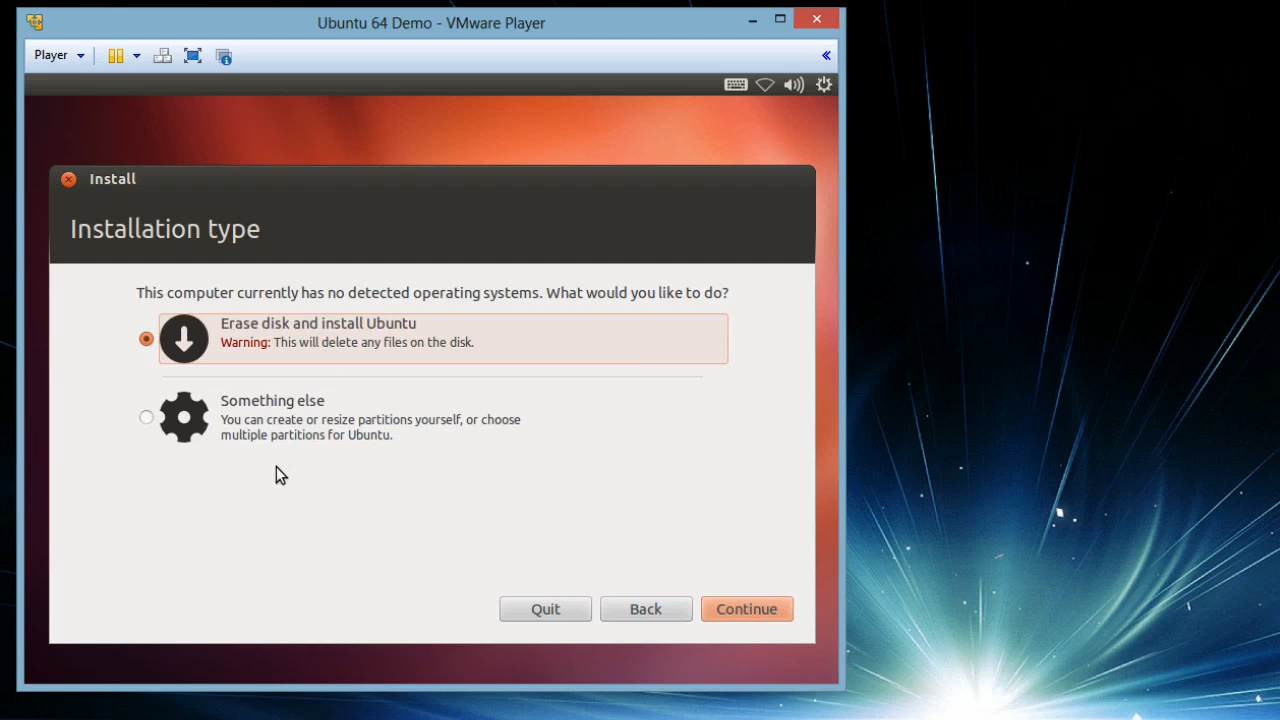 Ubuntu 64 Demo - VMware Player
Player
Install
Installation type
This computer currently has no detected operating systems. What would you like to do?
Erase disk and install Ubuntu
Warning: This will delete any files on the disk.
Something else
You can create or resize partitions yourself, or choose
multiple partitions for Ubuntu.
Quit Back Continue